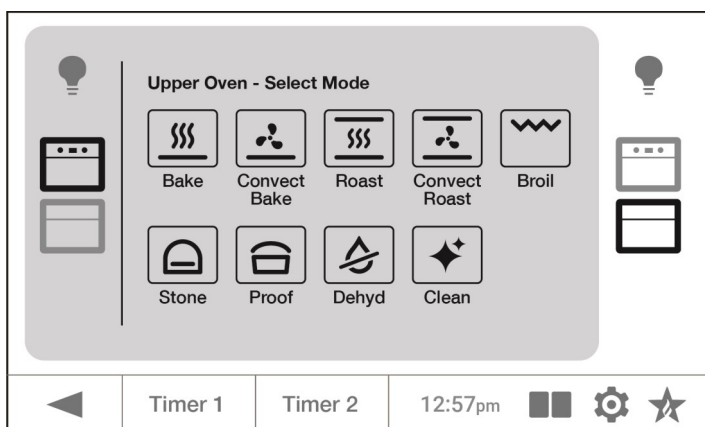 Upper Oven - Select Mode
Bake
Convect
Bake
Roast
Convect
Roast
Broil
Stone
Proof
Dehyd
Clean
Timer 1
Timer 2
12:57pm